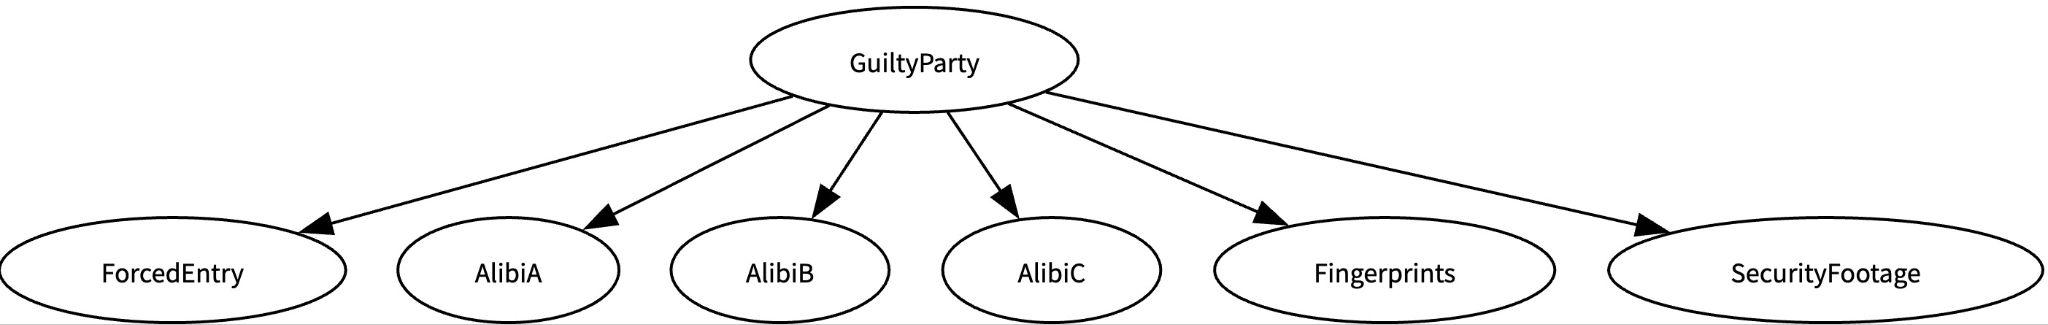 GuiltyParty
ForcedEntry
AlibiA
AlibiB
AlibiC
Fingerprints
SecurityFootage